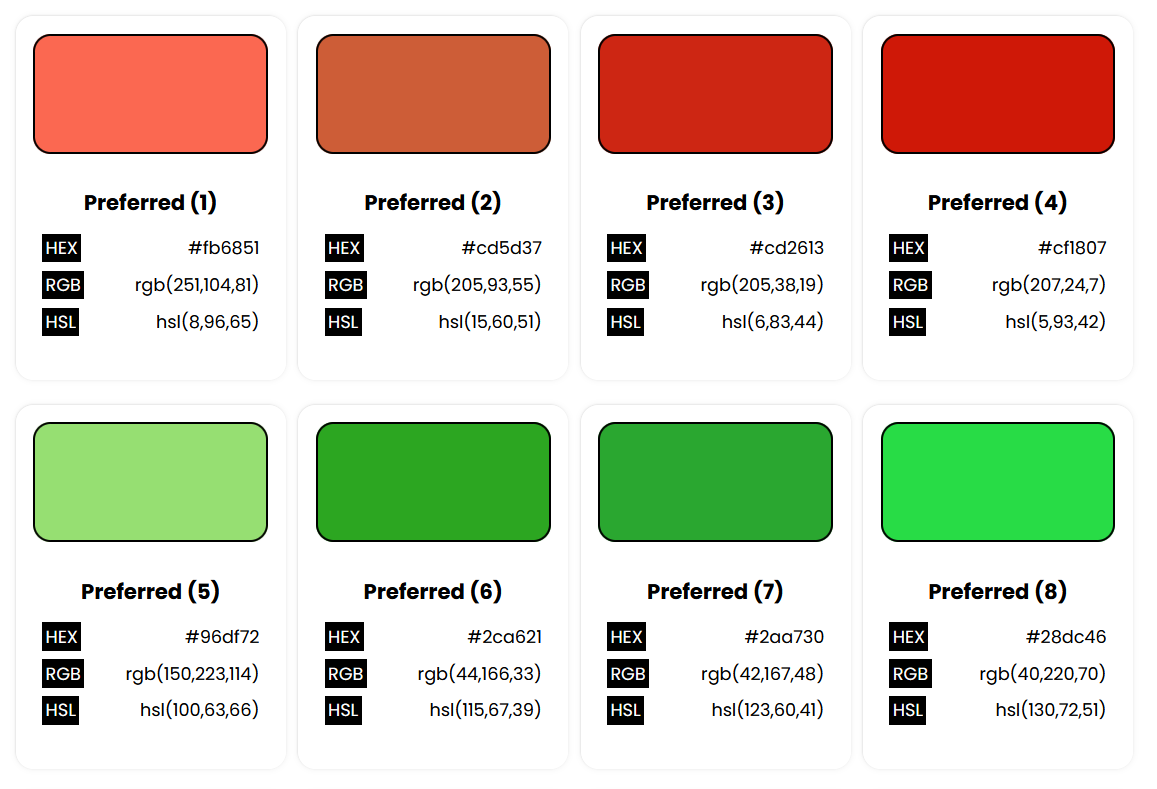 Preferred (1)
HEX #fb6851
RGB rgb(251,104,81)
HSL hsl(8,96,65)
Preferred (2)
HEX #cd5d37
RGB rgb(205,93,55)
HSL hsl(15,60,51)
Preferred (3)
HEX #cd2613
RGB rgb(205,38,19)
HSL hsl(6,83,44)
Preferred (4)
HEX #cf1807
RGB rgb(207,24,7)
HSL hsl(5,93,42)
Preferred (5)
HEX #96df72
RGB rgb(150,223,114)
HSL hsl(100,63,66)
Preferred (6)
HEX #2ca621
RGB rgb(44,166,33)
HSL hsl(115,67,39)
Preferred (7)
HEX #2aa730
RGB rgb(42,167,48)
HSL hsl(123,60,41)
Preferred (8)
HEX #28dc46
RGB rgb(40,220,70)
HSL hsl(130,72,51)